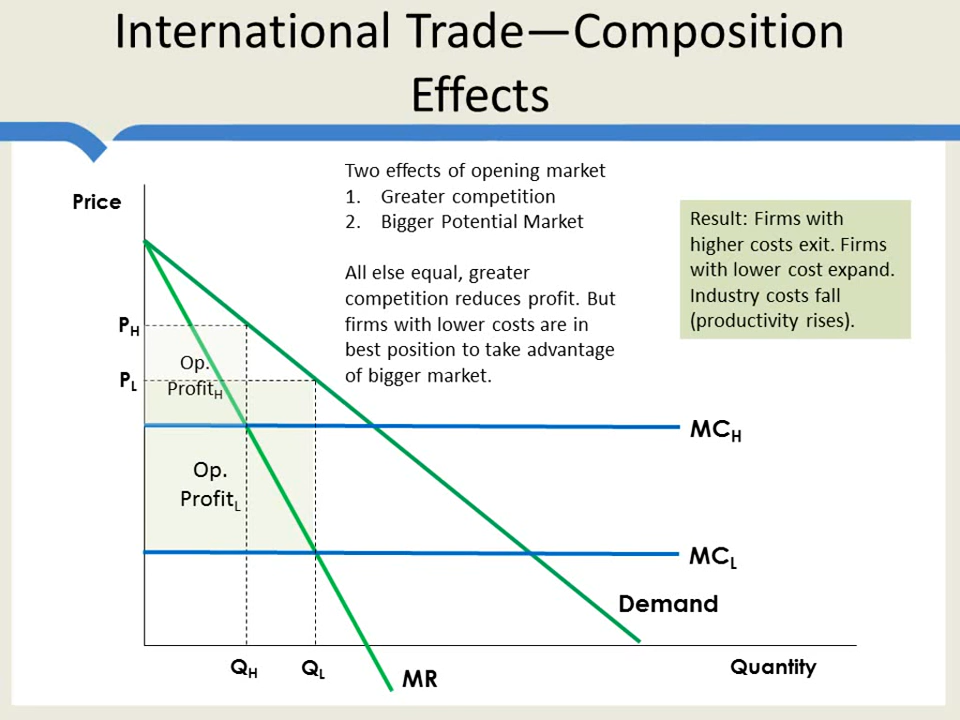 International Trade—Composition
Effects
Two effects of opening market
1. Greater competition
2. Bigger Potential Market
All else equal, greater
competition reduces profit. But
firms with lower costs are in
best position to take advantage
of bigger market.
Result: Firms with
higher costs exit. Firms
with lower cost expand.
Industry costs fall
(productivity rises).
Price
PH
Op.
ProfitH
PL
MCH
Op.
ProfitL
MCL
Demand
QH
QL
MR
Quantity